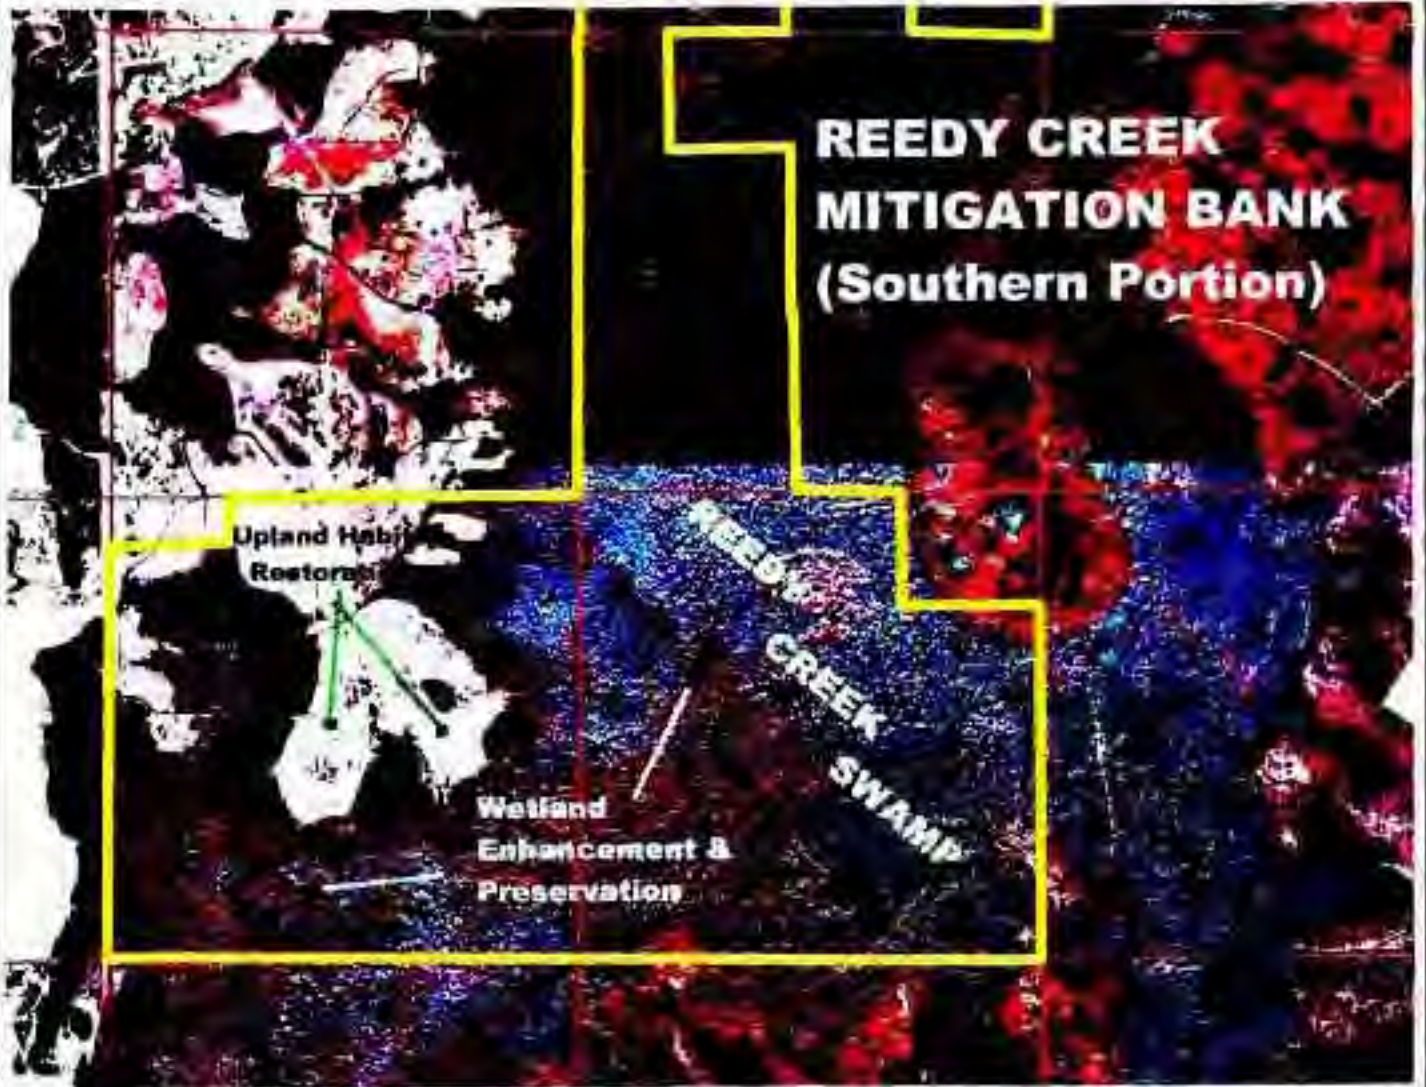 REEDY CREEK
MITIGATION BANK
(Southern Portion)
Upland
REEDY
CREEK
SWAMP
Wetland
Enhancement &
Preservation